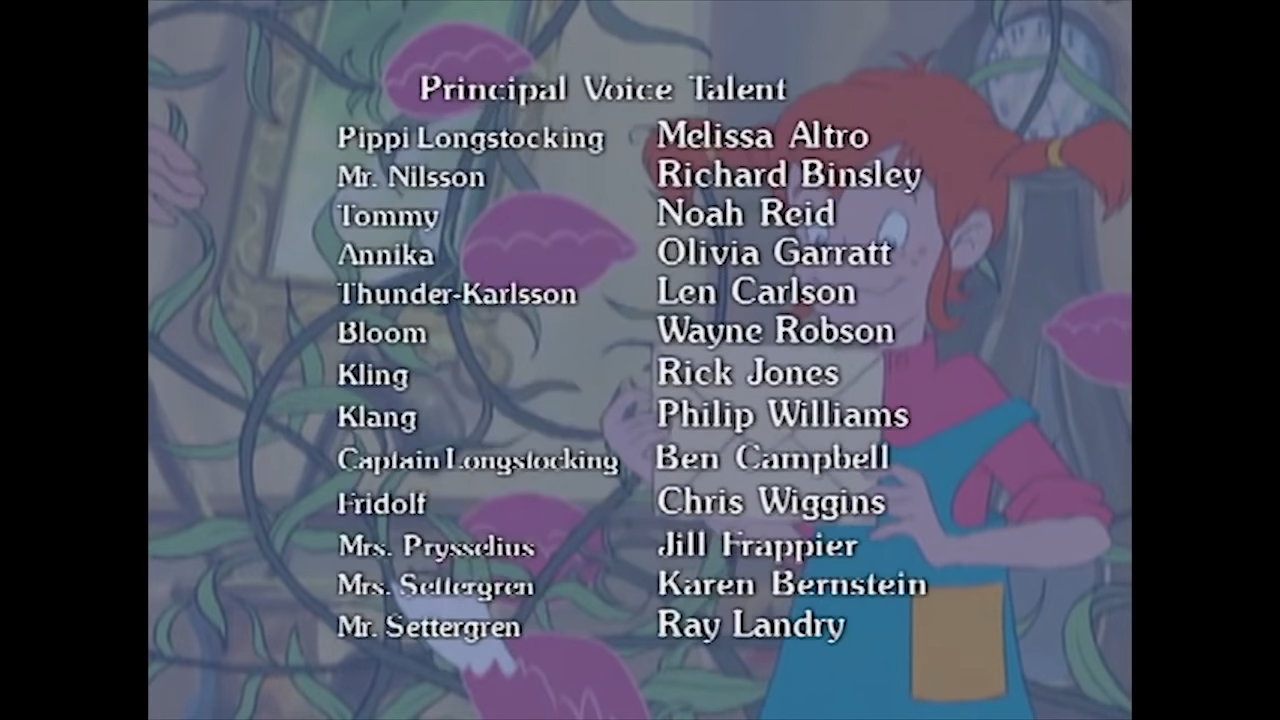 Principal Voice Talent
Pippi Longstocking Melissa Altro
Mr. Nilsson Richard Binsley
Tommy Noah Reid
Annika Olivia Garratt
Thunder-Karlsson Len Carlson
Bloom Wayne Robson
Kling Rick Jones
Klang Philip Williams
Captain Longstocking Ben Campbell
Fridolf Chris Wiggins
Mrs. Prysselius Jill Frappier
Mrs. Settergren Karen Bernstein
Mr. Settergren Ray Landry